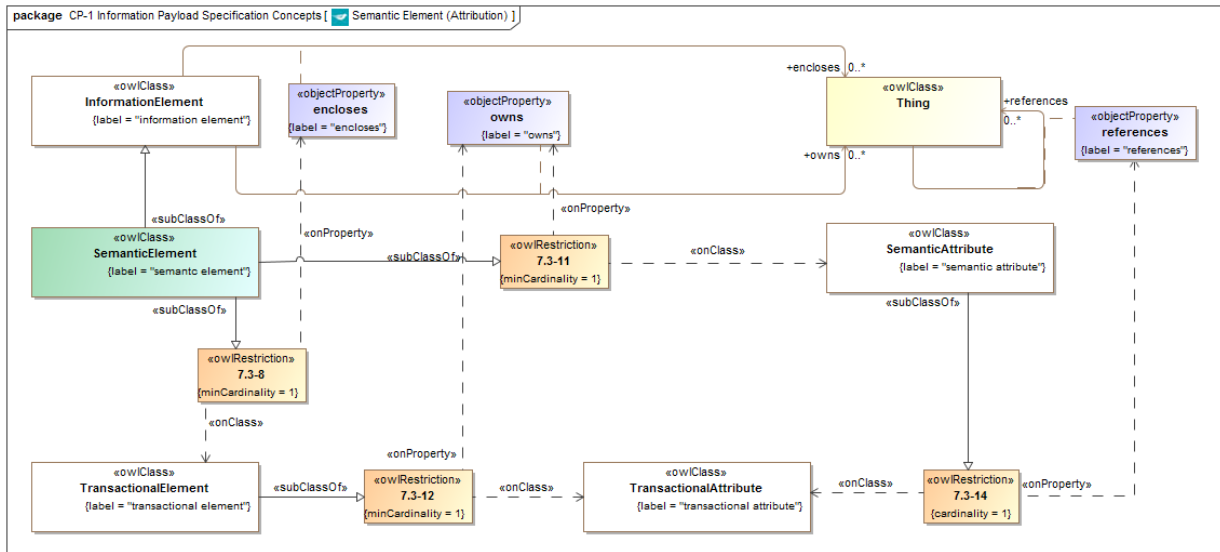 package CP-1 Information Payload Specification Concepts [ Semantic Element (Attribution) ]
«owlClass»
InformationElement
{label = "information element"}
«objectProperty»
encloses
{label = "encloses"}
«objectProperty»
owns
{label = "owns"}
+encloses 0..*
«owlClass»
Thing
+owns 0..*
+references
0..*
«objectProperty»
references
{label = "references"}
«subClassOf»
«owlClass»
SemanticElement
{label = "semantc element"}
«onProperty»
«subClassOf»
«onProperty»
«owlRestriction»
7.3-11
{minCardinality = 1}
«onClass»
«owlClass»
SemanticAttribute
{label = "semantic attribute"}
«subClassOf»
«subClassOf»
«owlRestriction»
7.3-8
{minCardinality = 1}
«onClass»
«onProperty»
«owlClass»
TransactionalElement
{label = "transactional element"}
«subClassOf»
«owlRestriction»
7.3-12
{minCardinality = 1}
«onClass»
«owlClass»
TransactionalAttribute
{label = "transactional attribute"}
«onClass»
«owlRestriction»
7.3-14
{cardinality = 1}
«onProperty»